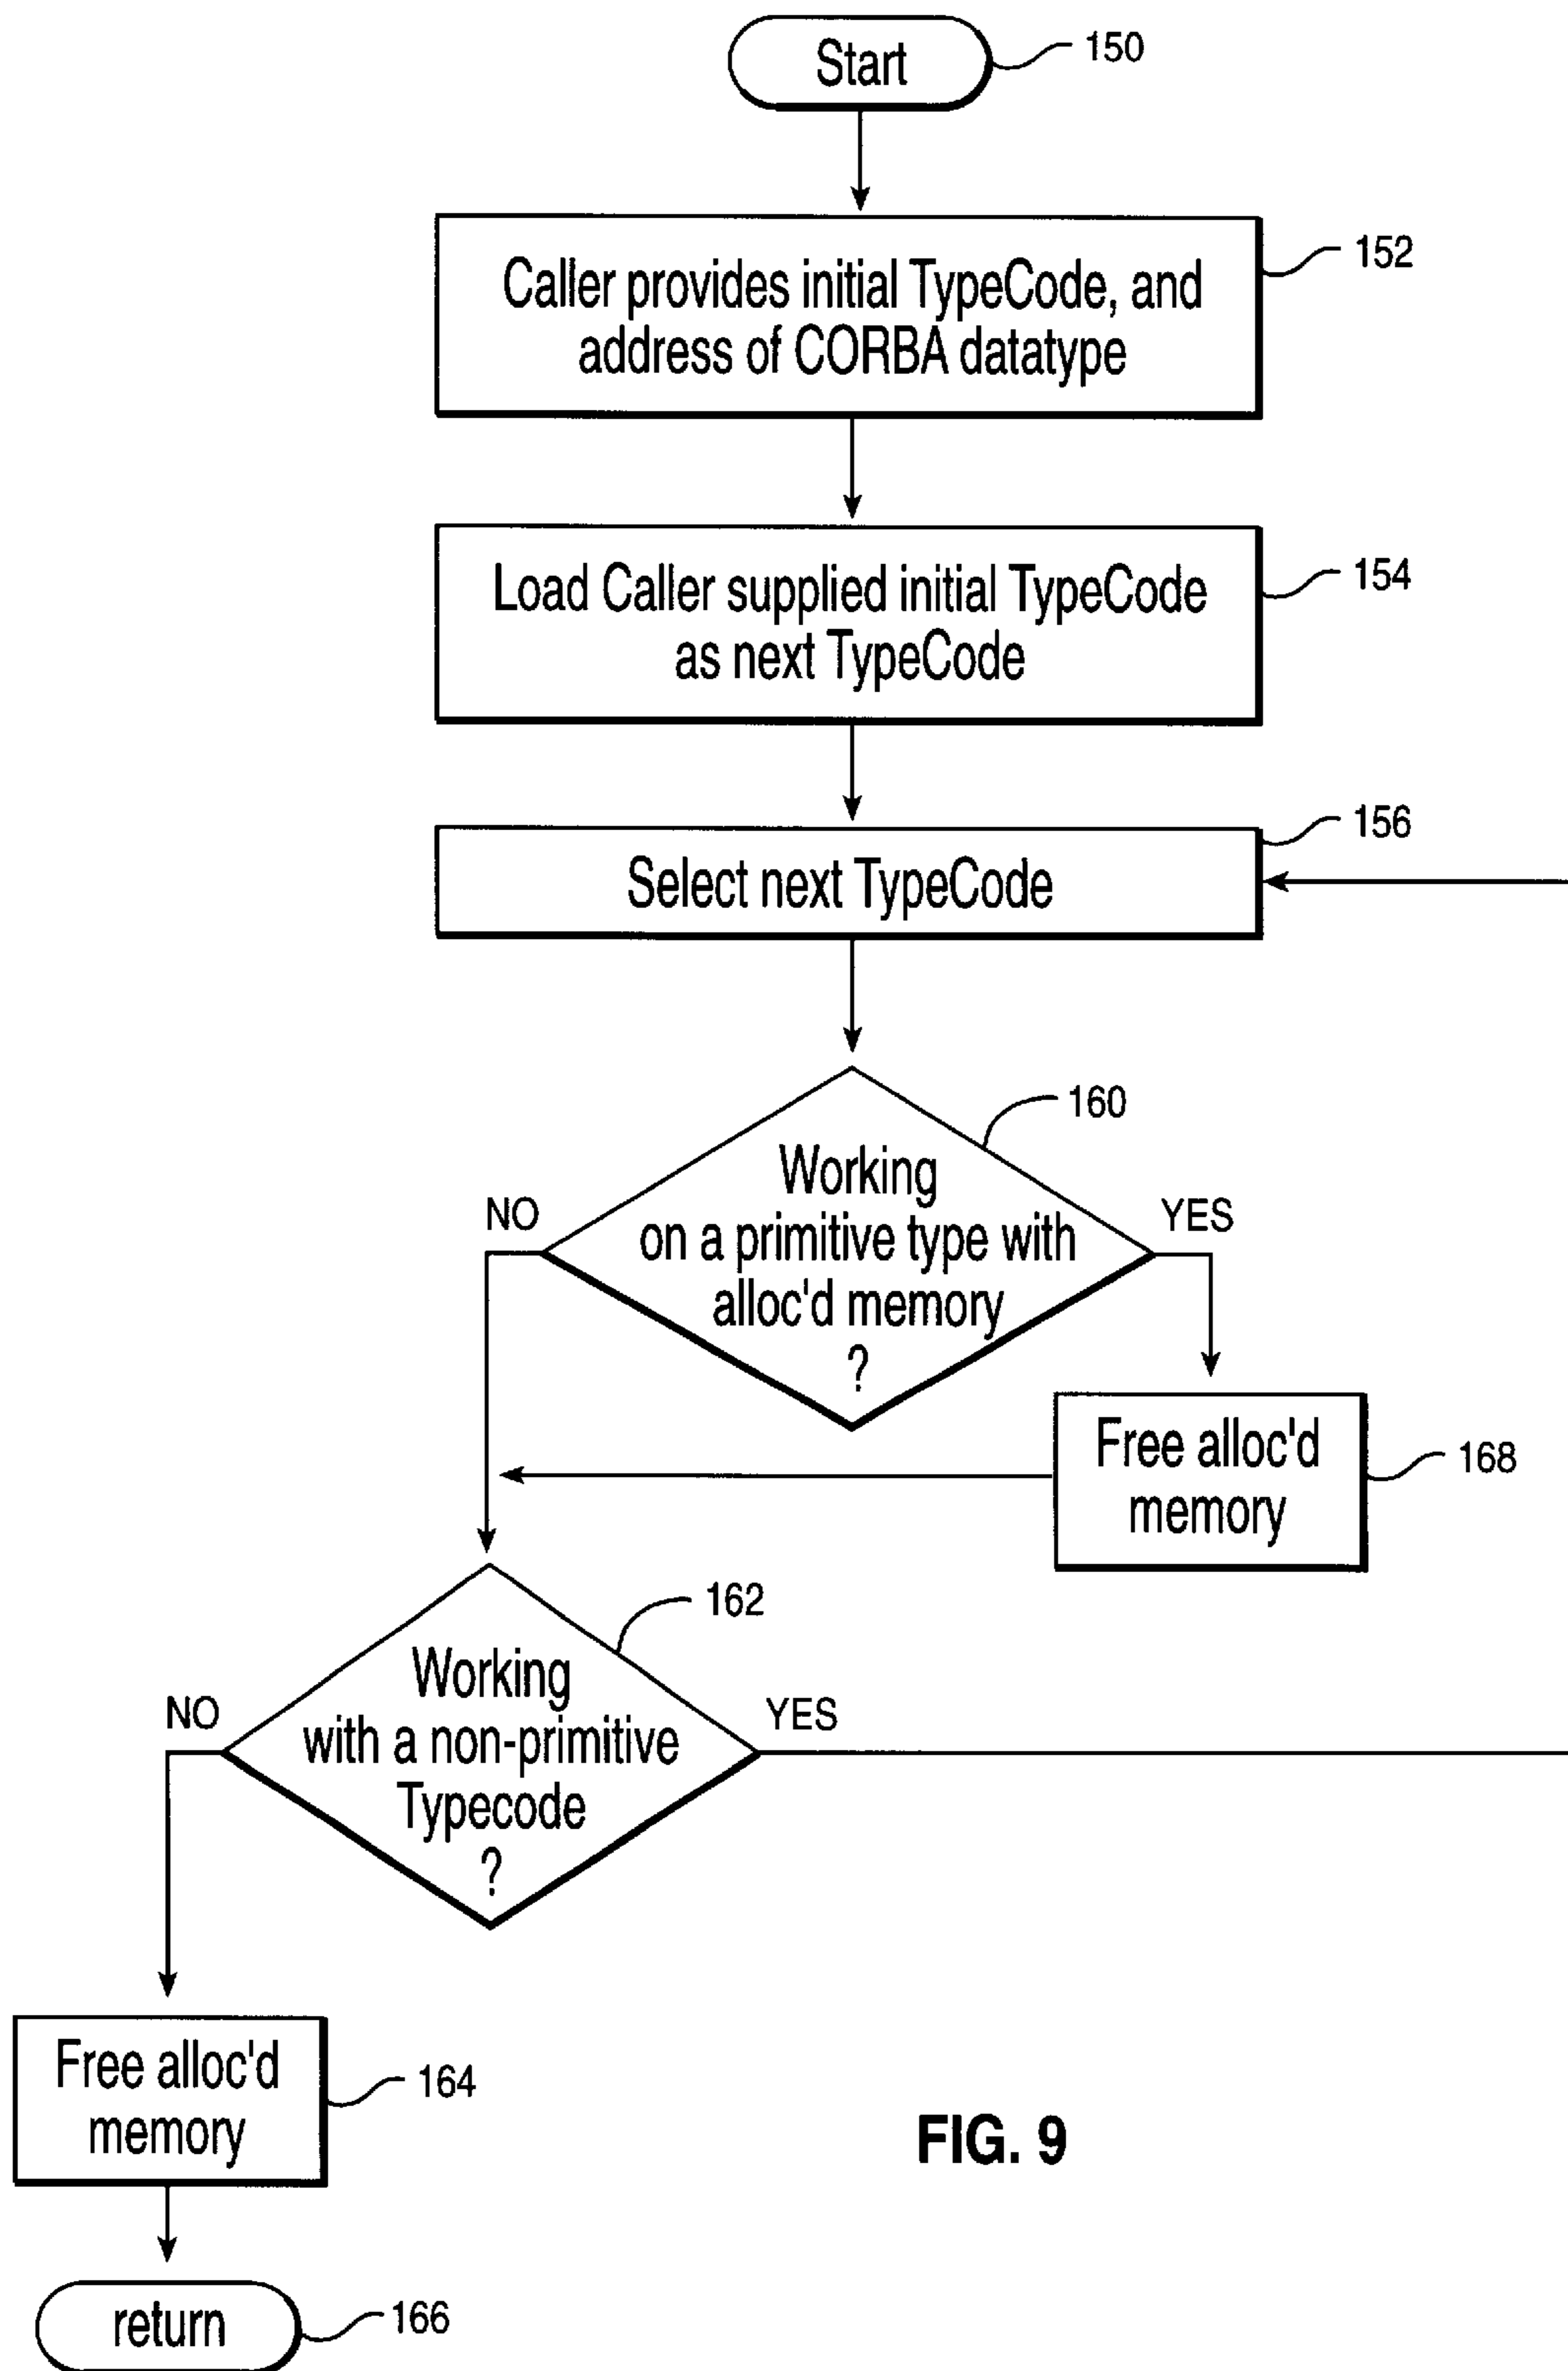 Start
150
Caller provides initial TypeCode, and
address of CORBA datatype
152
Load Caller supplied initial TypeCode
as next TypeCode
154
Select next TypeCode
156
Working
on a primitive type with
alloc'd memory
?
160
NO
YES
Free alloc'd
memory
168
Working
with a non-primitive
Typecode
?
162
NO
YES
Free alloc'd
memory
164
return
166
FIG. 9